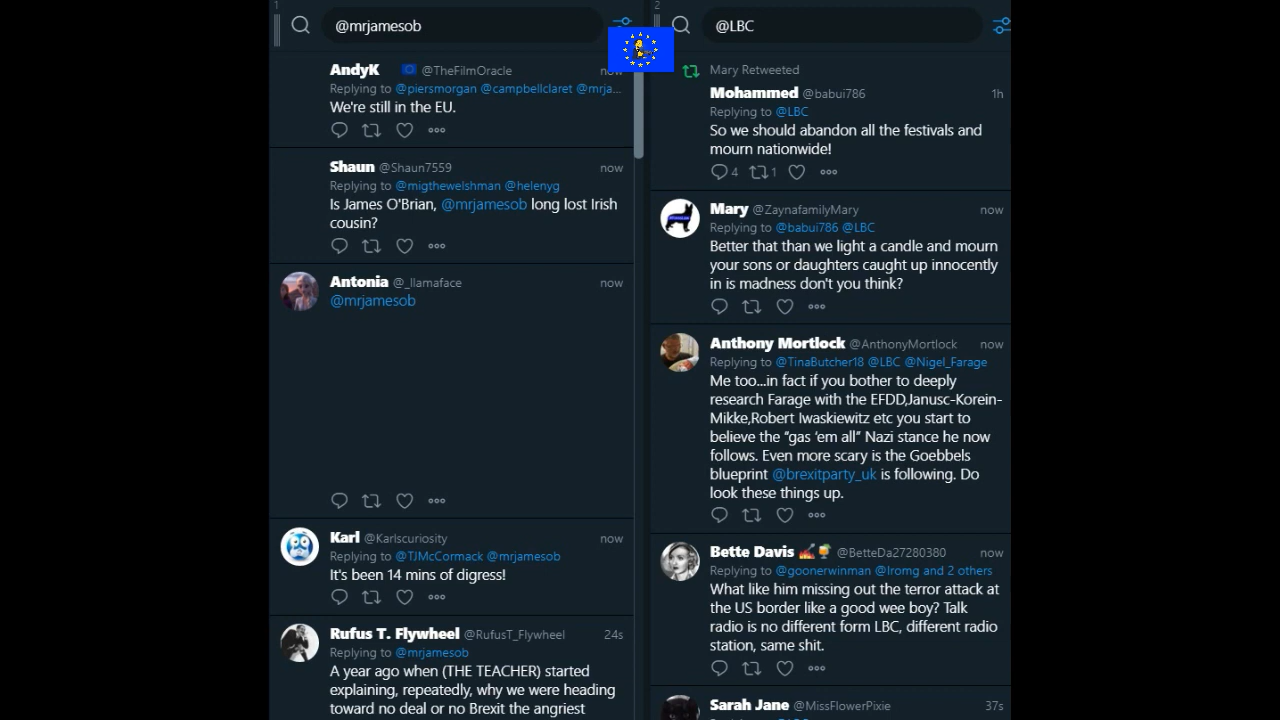 1
@mrjamesob
AndyK @TheFilmOracle now
Replying to @piersmorgan @campbellclaret @mrja...
We're still in the EU.
Shaun @Shaun7559 now
Replying to @migthewelshman @helenyg
Is James O'Brian, @mrjamesob long lost Irish
cousin?
Antonia @_llamaface now
@mrjamesob
Karl @Karlscuriosity now
Replying to @TJMcCormack @mrjamesob
It's been 14 mins of digress!
Rufus T. Flywheel @RufusT_Flywheel 24s
Replying to @mrjamesob
A year ago when (THE TEACHER) started
explaining, repeatedly, why we were heading
toward no deal or no Brexit the angriest
2
@LBC
Mary Retweeted
Mohammed @babui786 1h
Replying to @LBC
So we should abandon all the festivals and
mourn nationwide!
4 1
Mary @ZaynafamilyMary now
Replying to @babui786 @LBC
Better that than we light a candle and mourn
your sons or daughters caught up innocently
in is madness don't you think?
Anthony Mortlock @AnthonyMortlock now
Replying to @TinaButcher18 @LBC @Nigel_Farage
Me too...in fact if you bother to deeply
research Farage with the EFDD,Janusc-Korein-
Mikke,Robert Iwaskiewitz etc you start to
believe the “gas ‘em all” Nazi stance he now
follows. Even more scary is the Goebbels
blueprint @brexitparty_uk is following. Do
look these things up.
Bette Davis 💅🍹 @BetteDa27280380 now
Replying to @goonerwinman @lromg and 2 others
What like him missing out the terror attack at
the US border like a good wee boy? Talk
radio is no different form LBC, different radio
station, same shit.
Sarah Jane @MissFlowerPixie 37s